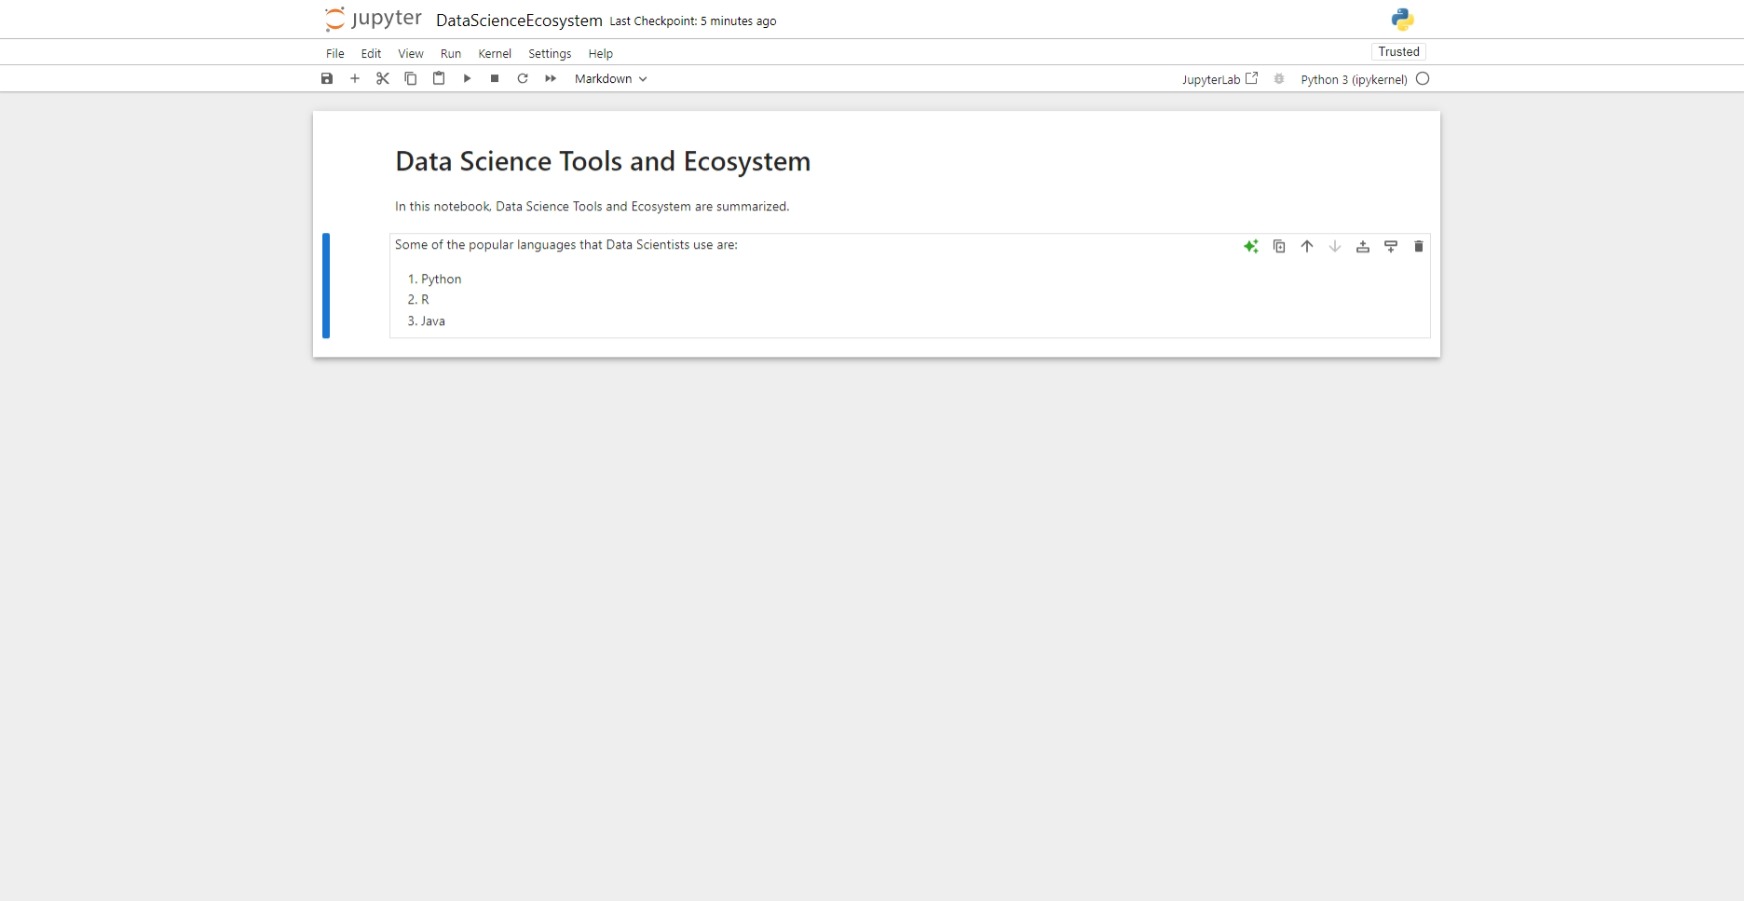 jupyter DataScienceEcosystem Last Checkpoint: 5 minutes ago
File Edit View Run Kernel Settings Help Trusted
Markdown JupyterLab Python 3 (ipykernel)
Data Science Tools and Ecosystem
In this notebook, Data Science Tools and Ecosystem are summarized.
Some of the popular languages that Data Scientists use are:
1. Python
2. R
3. Java